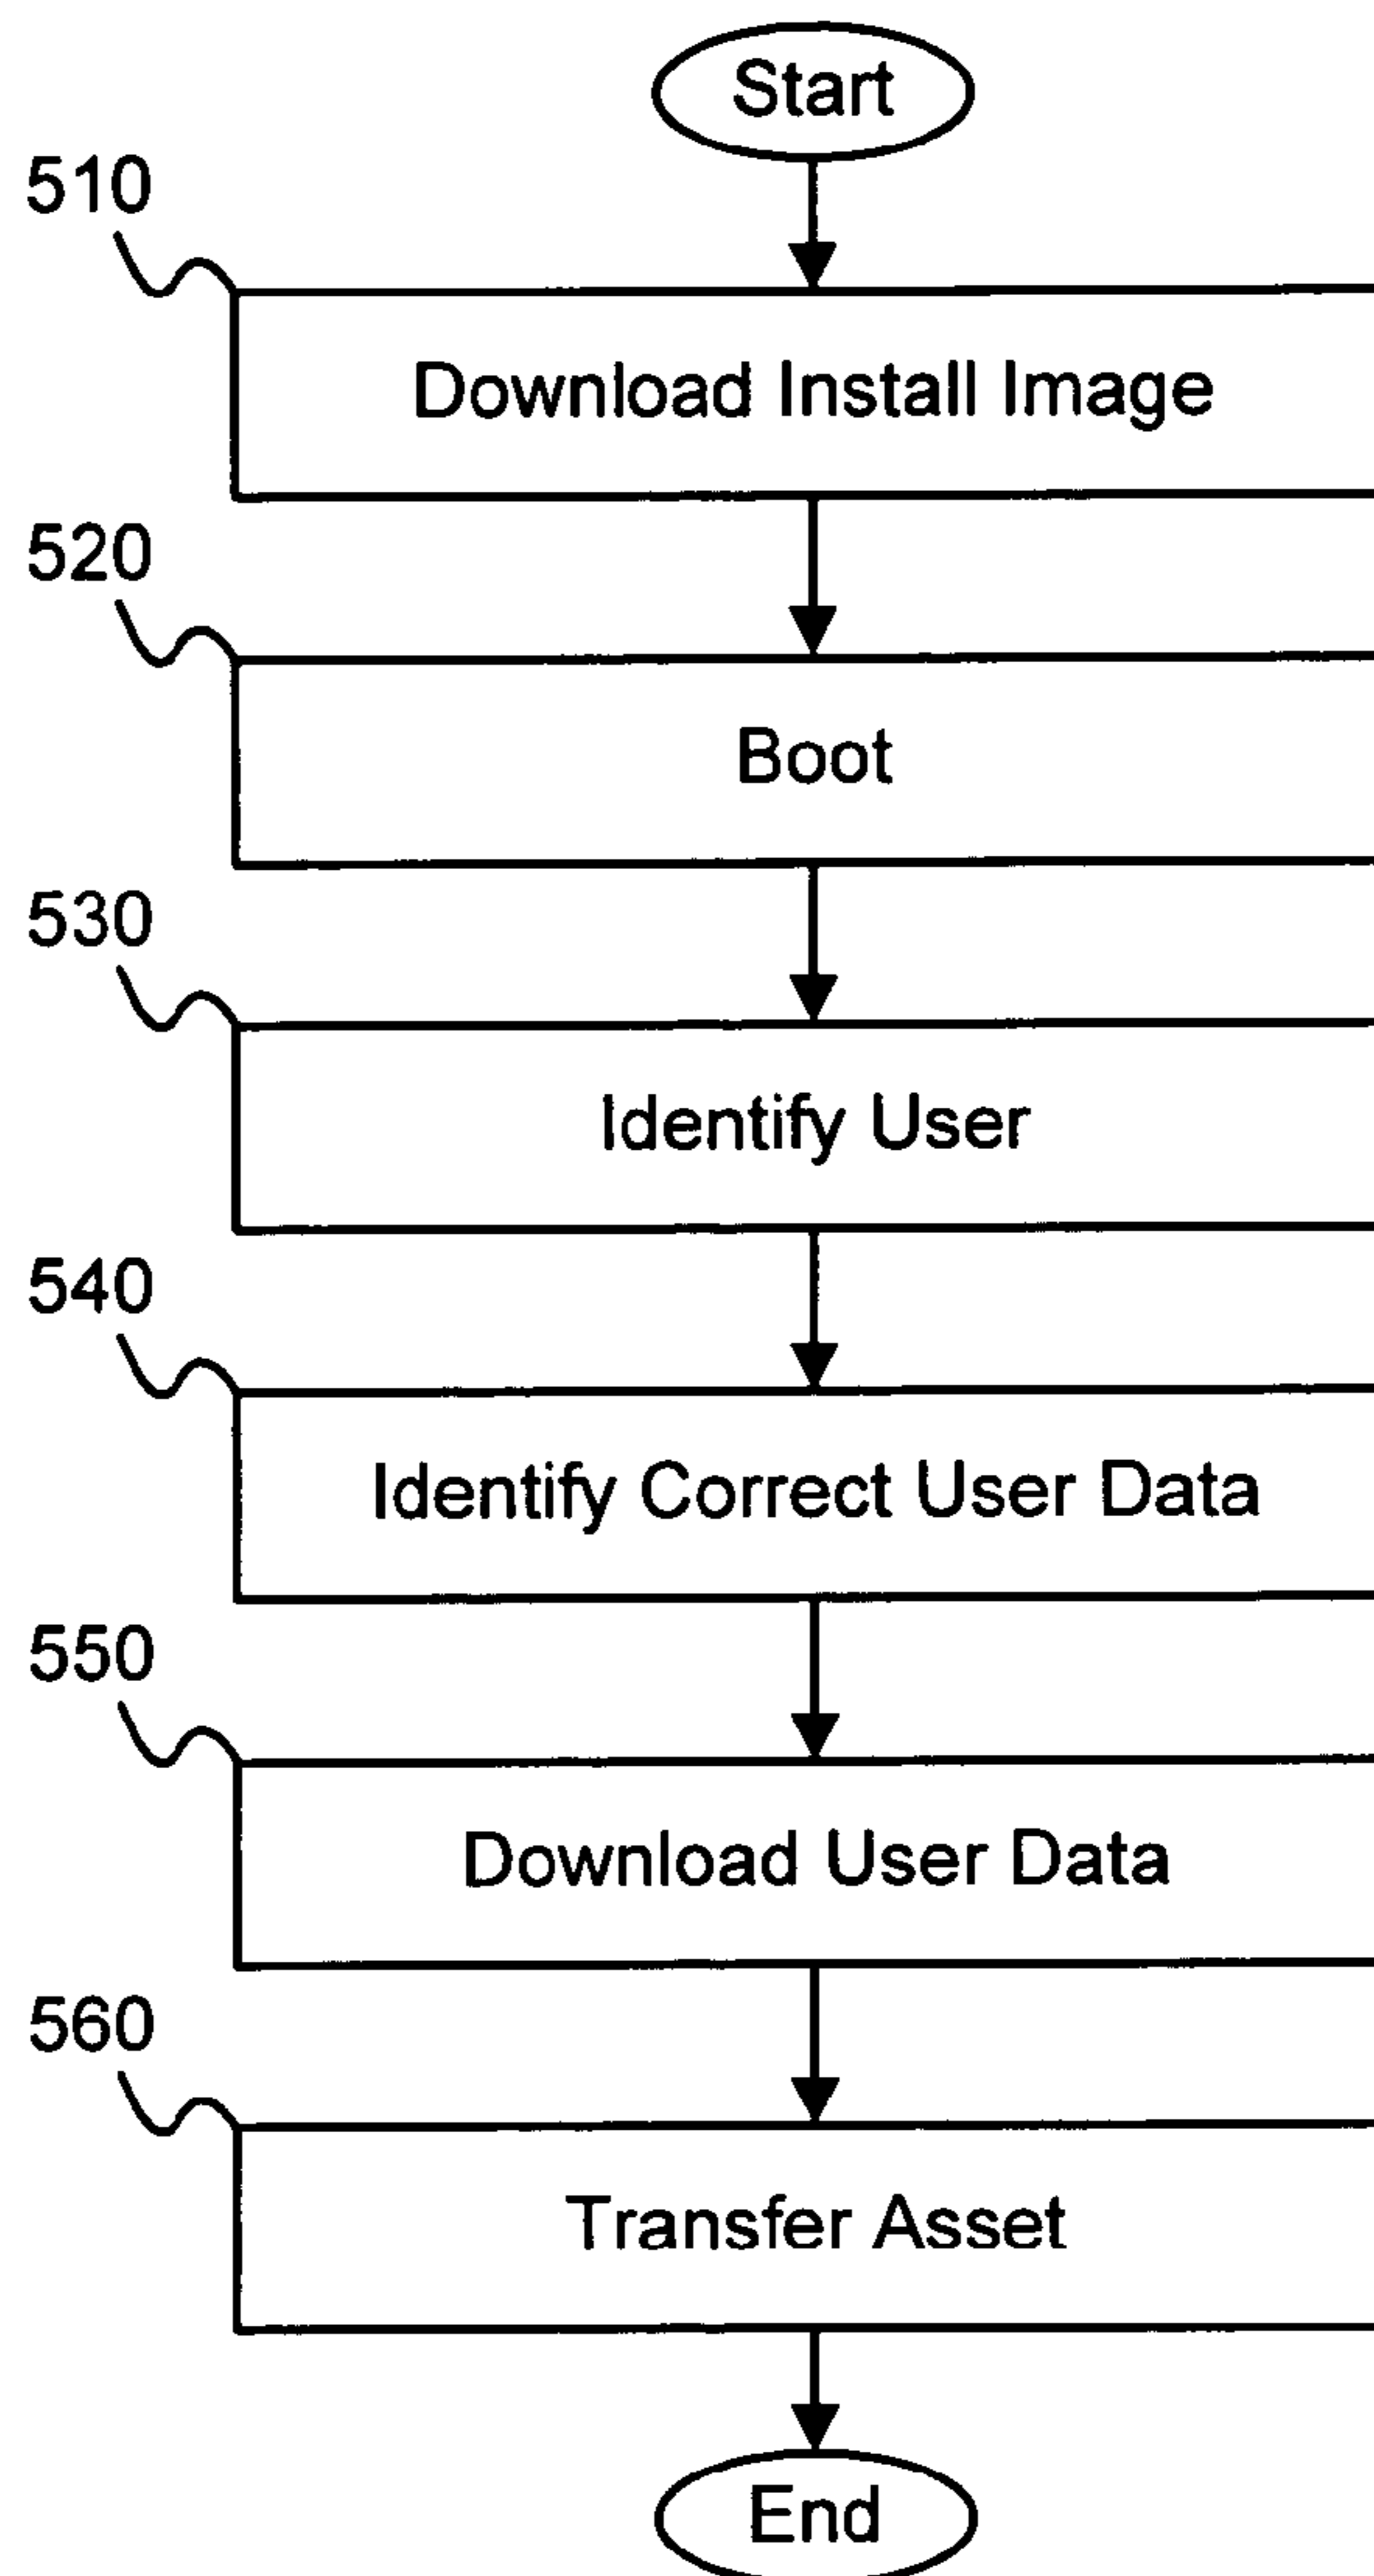 Start
510
Download Install Image
520
Boot
530
Identify User
540
Identify Correct User Data
550
Download User Data
560
Transfer Asset
End